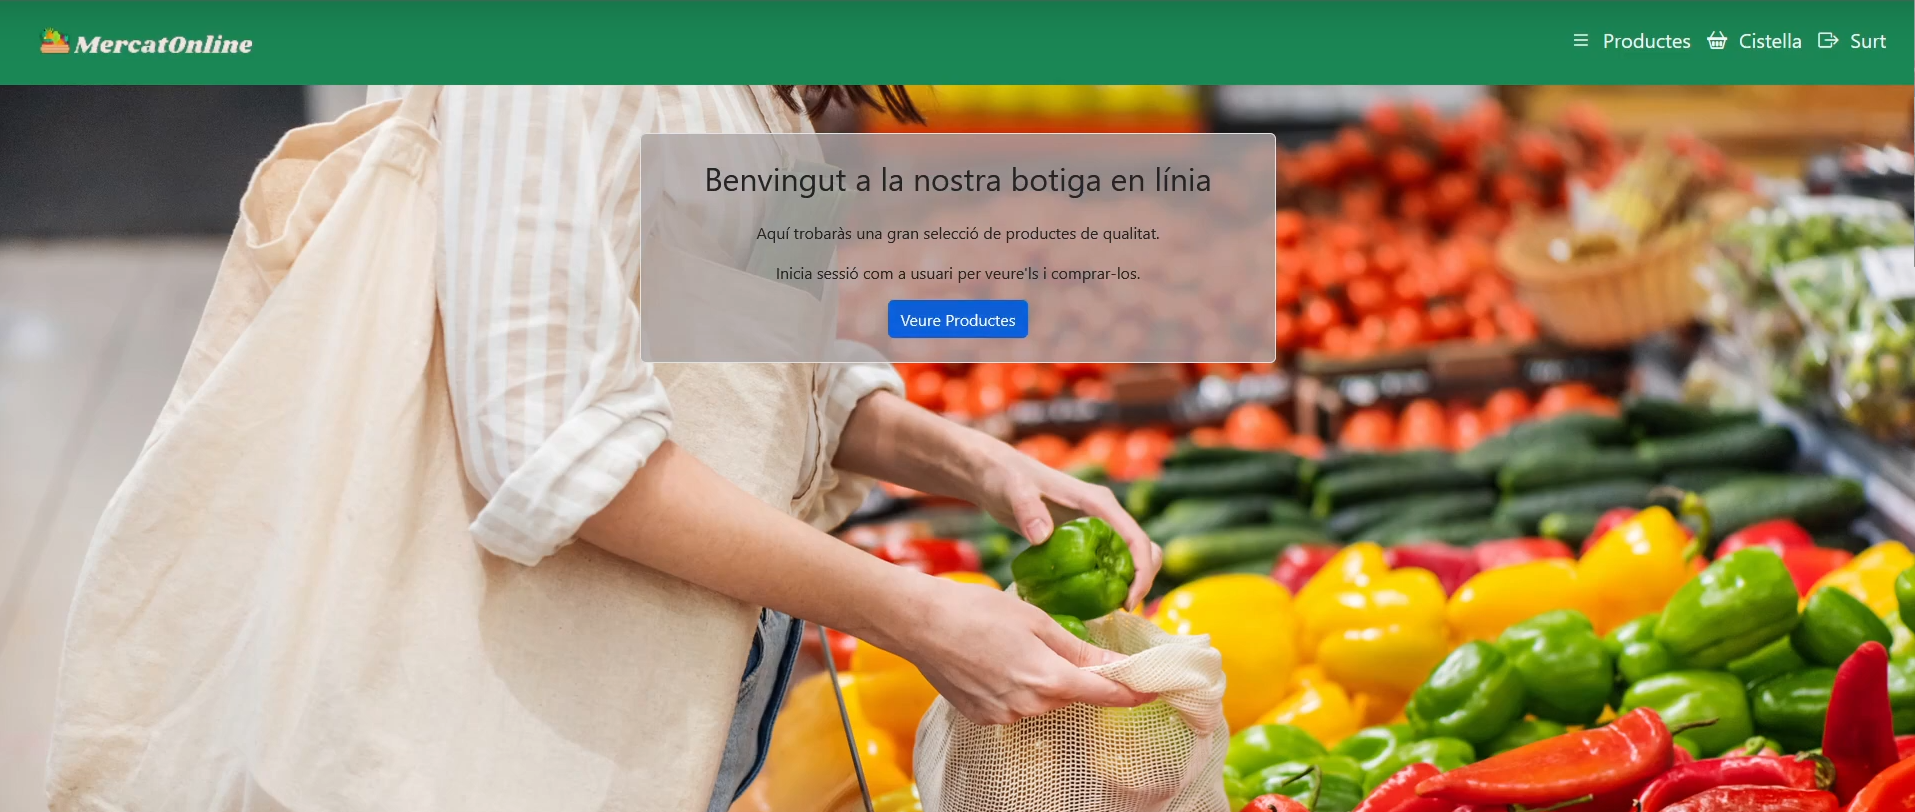 MercatOnline
Productes
Cistella
Surt
Benvingut a la nostra botiga en línia
Aquí trobaràs una gran selecció de productes de qualitat.
Inicia sessió com a usuari per veure'ls i comprar-los.
Veure Productes